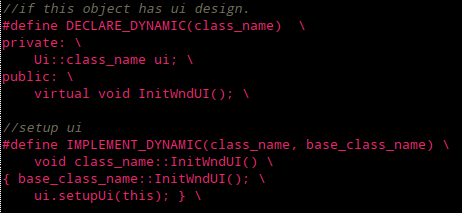 //if this object has ui design.
#define DECLARE_DYNAMIC(class_name)  \
private: \
    Ui::class_name ui; \
public: \
    virtual void InitWndUI(); \

//setup ui
#define IMPLEMENT_DYNAMIC(class_name, base_class_name) \
    void class_name::InitWndUI() \
{ base_class_name::InitWndUI(); \
    ui.setupUi(this); } \